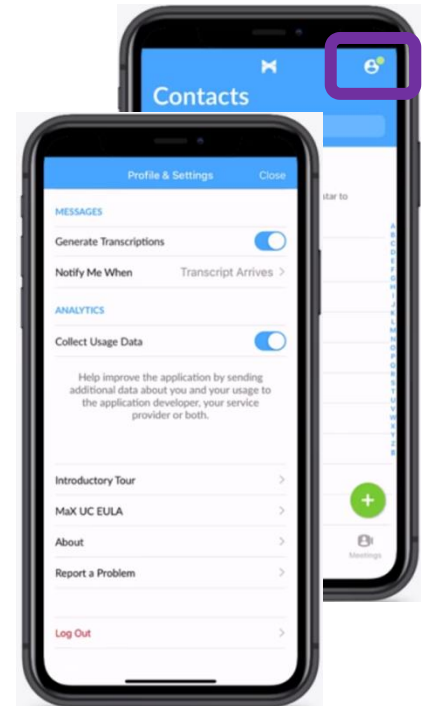 Contacts
Profile & Settings Close
MESSAGES
Generate Transcriptions
Notify Me When Transcript Arrives >
ANALYTICS
Collect Usage Data
Help improve the application by sending
additional data about you and your usage to
the application developer, your service
provider or both.
Introductory Tour >
MaX UC EULA >
About >
Report a Problem >
Log Out >
star to
A
B
C
D
E
F
G
H
I
J
K
L
M
N
O
P
Q
R
S
T
U
V
W
X
Y
Z
#
+
Meetings